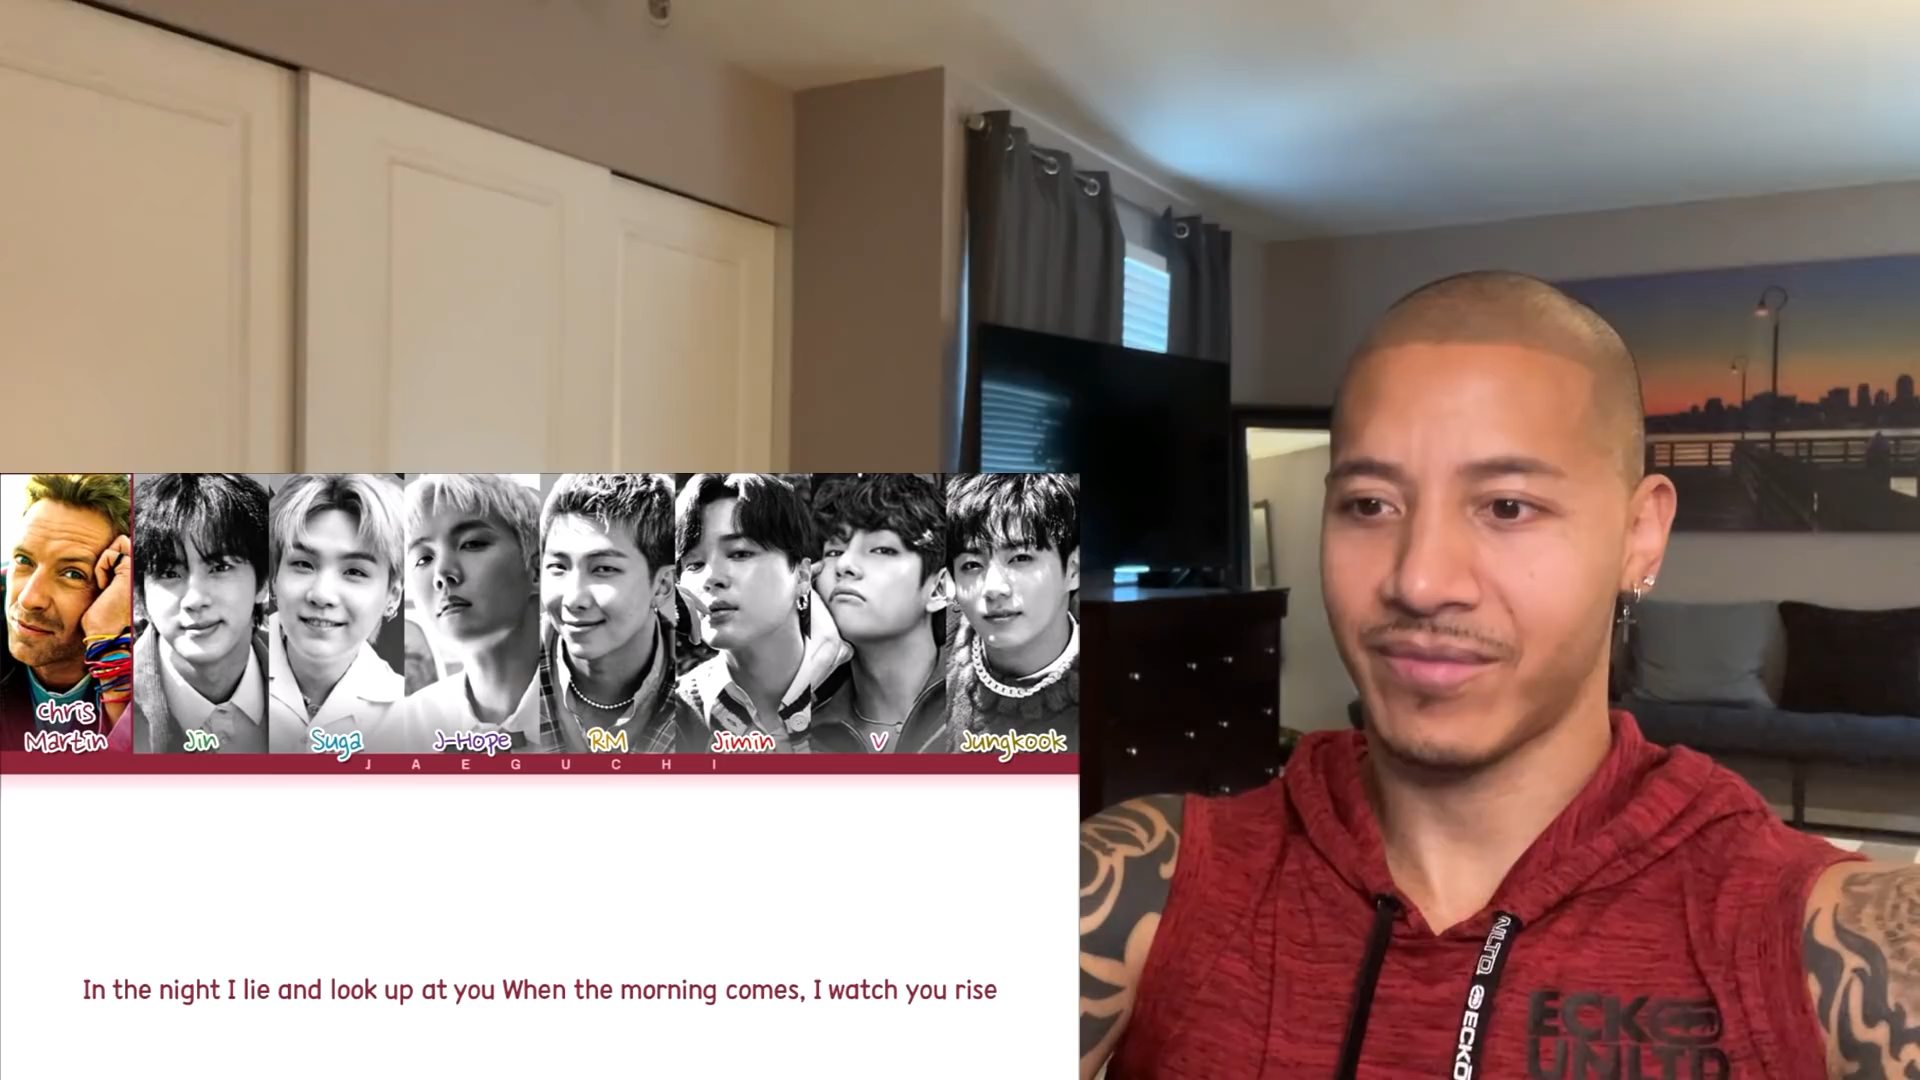 Chris
Martin
Jin
Suga
J-Hope
RM
Jimin
V
Jungkook
JAEGUCHI
In the night I lie and look up at you When the morning comes, I watch you rise
ECKO
UNLTD